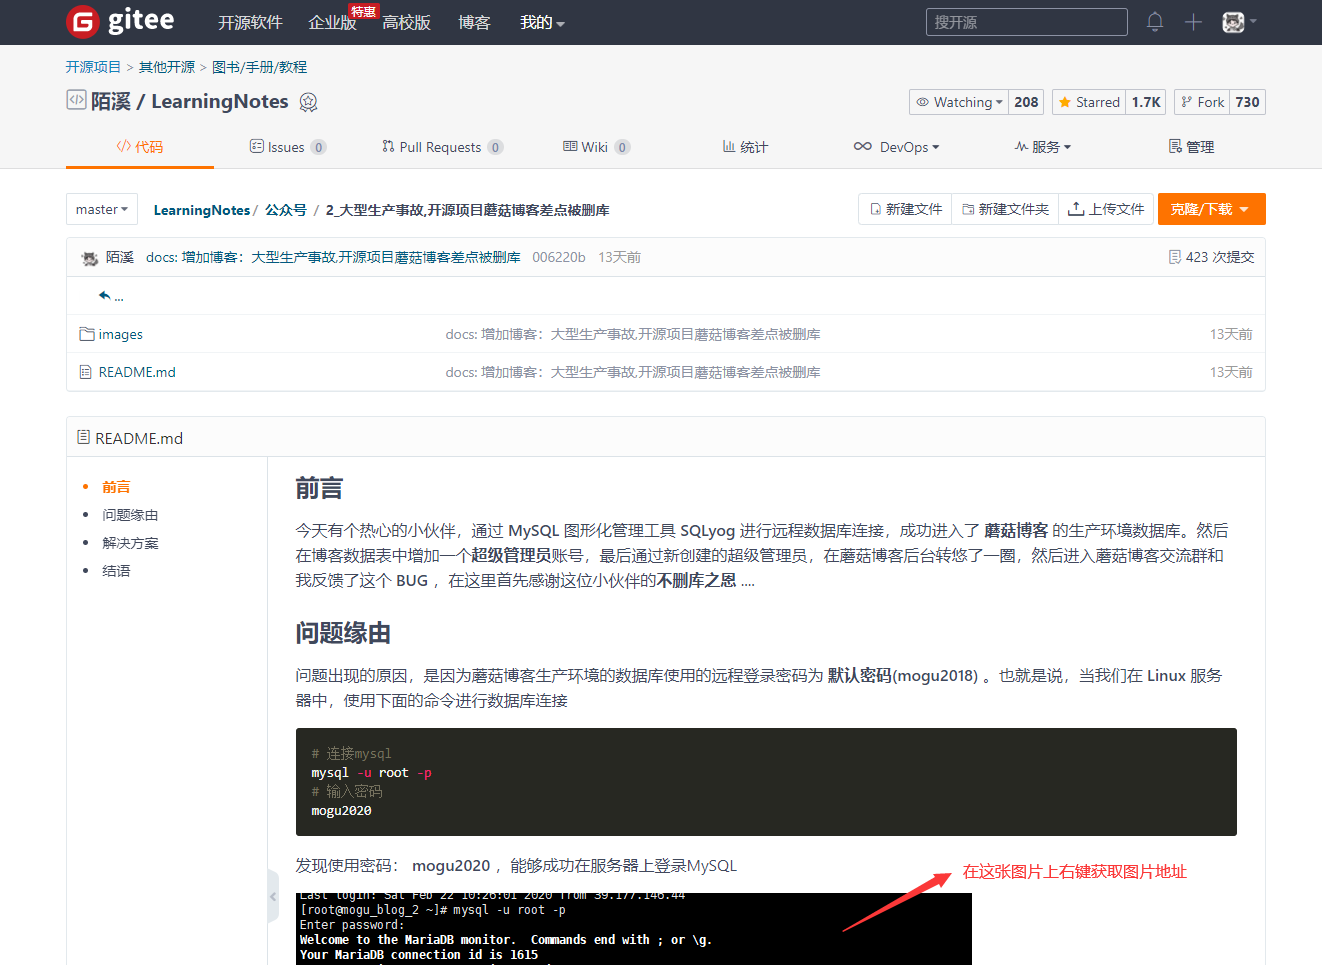 gitee 开源软件 企业版 特惠 高校版 博客 我的 搜开源
开源项目 > 其他开源 > 图书/手册/教程
陌溪 / LearningNotes
Watching 208 Starred 1.7K Fork 730
代码 Issues 0 Pull Requests 0 Wiki 0 统计 DevOps 服务 管理
master LearningNotes / 公众号 / 2_大型生产事故,开源项目蘑菇博客差点被删库 新建文件 新建文件夹 上传文件 克隆/下载
陌溪 docs: 增加博客：大型生产事故,开源项目蘑菇博客差点被删库 006220b 13天前 423 次提交
...
images docs: 增加博客：大型生产事故,开源项目蘑菇博客差点被删库 13天前
README.md docs: 增加博客：大型生产事故,开源项目蘑菇博客差点被删库 13天前
README.md
前言
问题缘由
解决方案
结语
前言
今天有个热心的小伙伴，通过 MySQL 图形化管理工具 SQLyog 进行远程数据库连接，成功进入了 蘑菇博客 的生产环境数据库。然后
在博客数据表中增加一个超级管理员账号，最后通过新创建的超级管理员，在蘑菇博客后台转悠了一圈，然后进入蘑菇博客交流群和
我反馈了这个 BUG ，在这里首先感谢这位小伙伴的不删库之恩 ....
问题缘由
问题出现的原因，是因为蘑菇博客生产环境的数据库使用的远程登录密码为 默认密码(mogu2018) 。也就是说，当我们在 Linux 服务
器中，使用下面的命令进行数据库连接
# 连接mysql
mysql -u root -p
# 输入密码
mogu2020
发现使用密码： mogu2020 ，能够成功在服务器上登录MySQL
在这张图片上右键获取图片地址
Last login: Sat Feb 22 10:26:01 2020 from 39.177.146.44
[root@mogu_blog_2 ~]# mysql -u root -p
Enter password:
Welcome to the MariaDB monitor.  Commands end with ; or \g.
Your MariaDB connection id is 1615